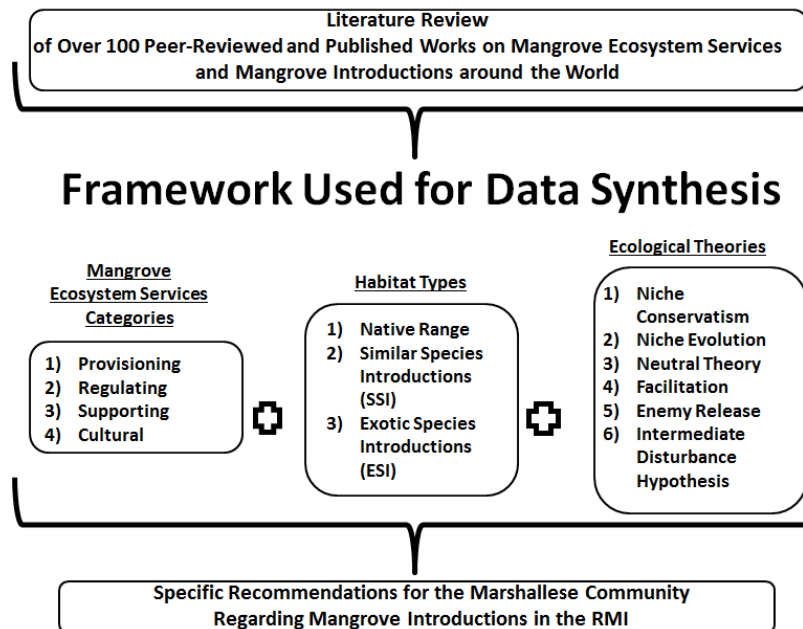 Literature Review
of Over 100 Peer-Reviewed and Published Works on Mangrove Ecosystem Services
and Mangrove Introductions around the World
Framework Used for Data Synthesis
Mangrove
Ecosystem Services
Categories
1) Provisioning
2) Regulating
3) Supporting
4) Cultural
Habitat Types
1) Native Range
2) Similar Species
Introductions
(SSI)
3) Exotic Species
Introductions
(ESI)
Ecological Theories
1) Niche
Conservatism
2) Niche Evolution
3) Neutral Theory
4) Facilitation
5) Enemy Release
6) Intermediate
Disturbance
Hypothesis
Specific Recommendations for the Marshallese Community
Regarding Mangrove Introductions in the RMI